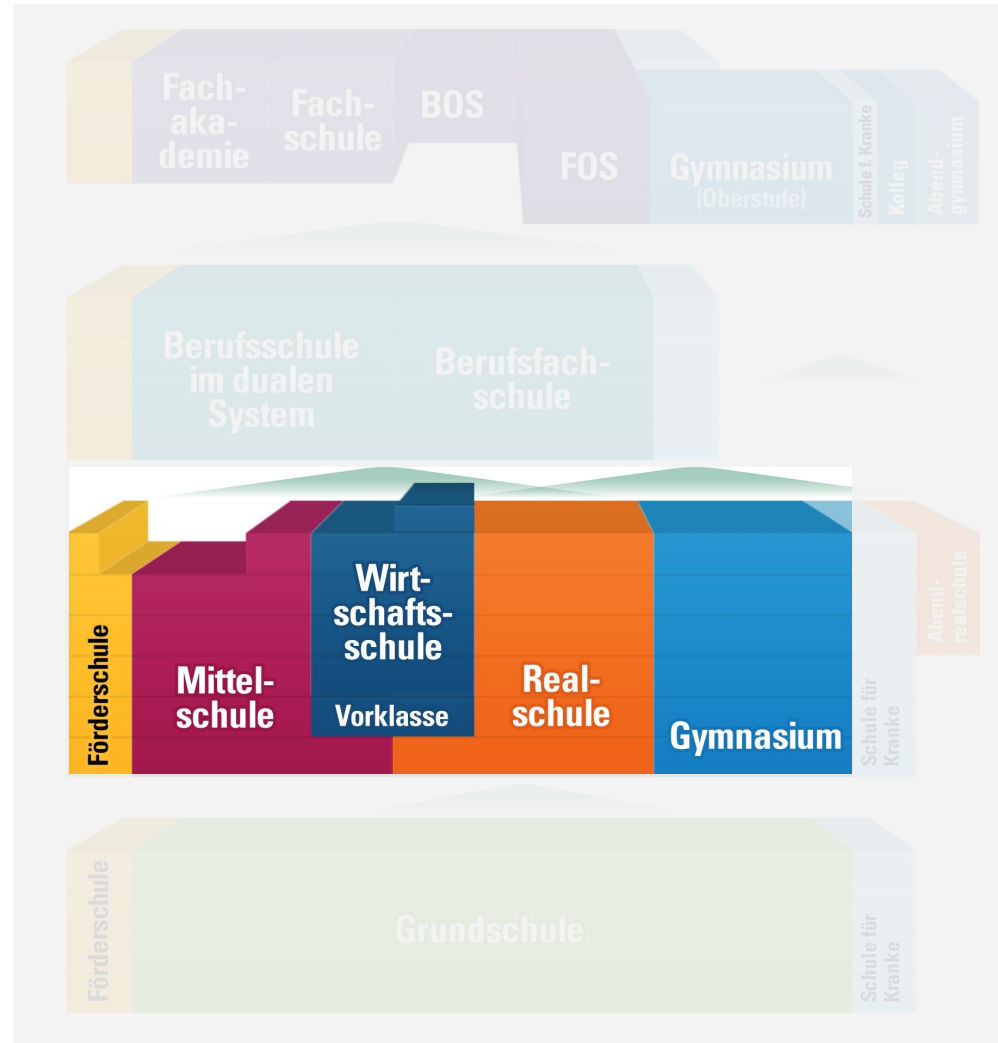 Fach-
aka-
demie
Fach-
schule
BOS
FOS
Gymnasium
(Oberstufe)
Schule f. Kranke
Kolleg
Abend-
gymnasium
Berufsschule
im dualen
System
Berufsfach-
schule
Förderschule
Mittel-
schule
Wirt-
schafts-
schule
Vorklasse
Real-
schule
Gymnasium
Schule für
Kranke
Abend-
realschule
Förderschule
Grundschule
Schule für
Kranke